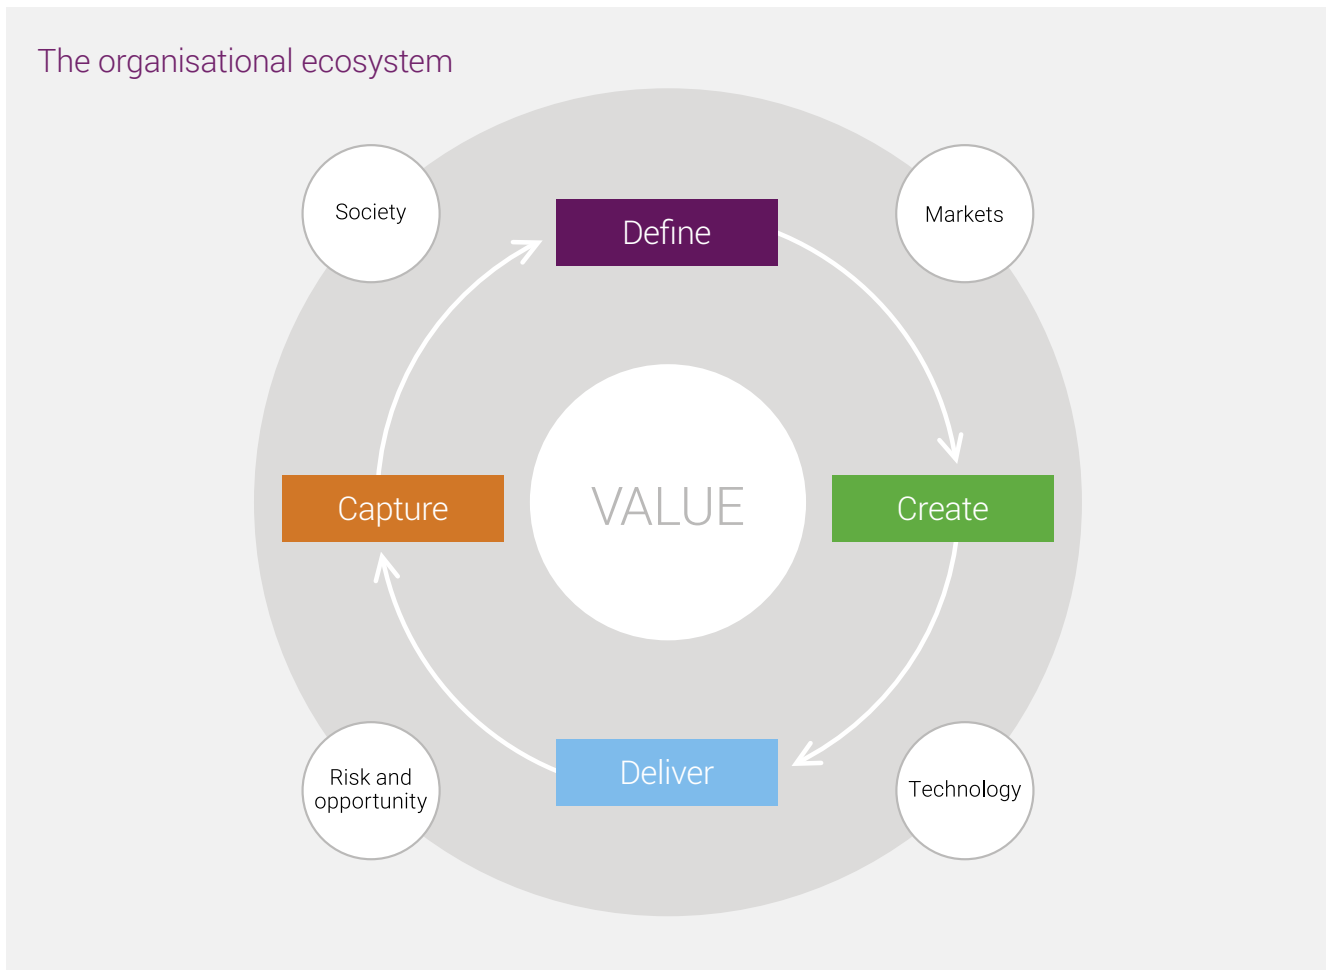 The organisational ecosystem
Society
Markets
Define
Capture
VALUE
Create
Deliver
Risk and
opportunity
Technology